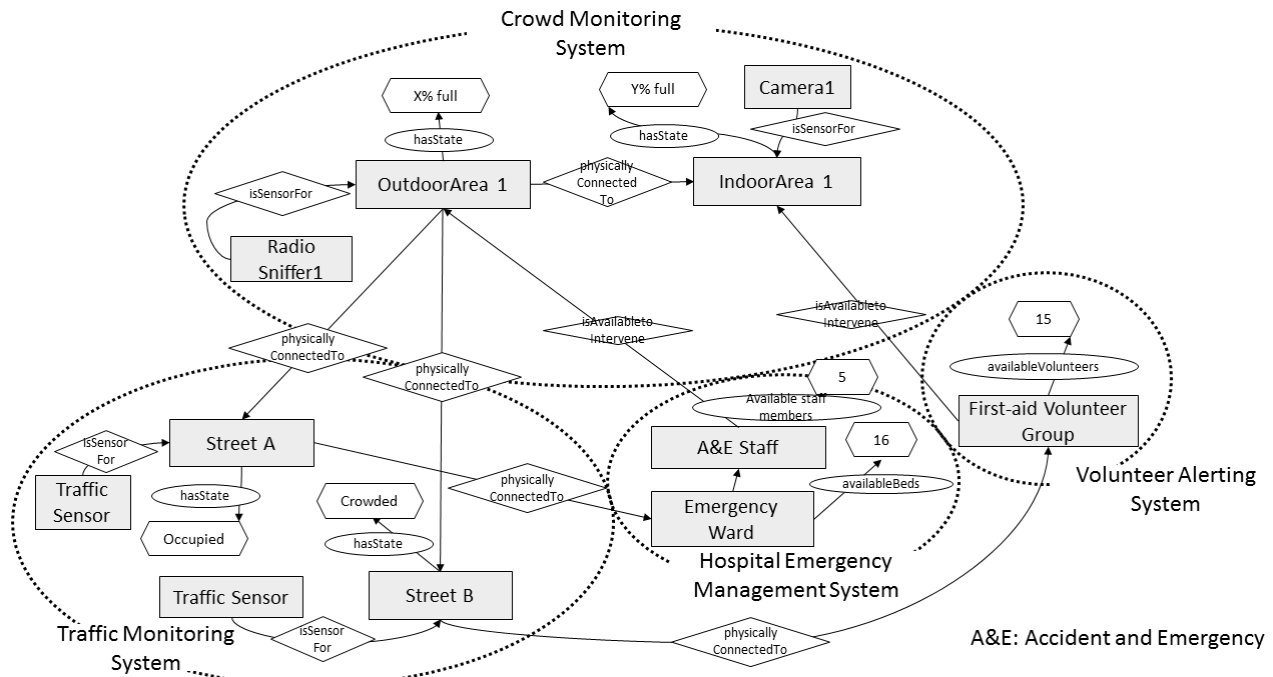 Crowd Monitoring
System
X% full
Y% full
Camera1
hasState
hasState
isSensorFor
physically
Connected
To
OutdoorArea 1
IndoorArea 1
isSensorFor
Radio
Sniffer1
isAvailableto
Intervene
isAvailableto
Intervene
15
physically
ConnectedTo
physically
ConnectedTo
availableVolunteers
5
Available staff
members
First-aid Volunteer
Group
Street A
isSensor
For
A&E Staff
16
Traffic
Sensor
hasState
physically
ConnectedTo
availableBeds
Volunteer Alerting
System
Crowded
Emergency
Ward
Occupied
hasState
Hospital Emergency
Management System
Traffic Sensor
Street B
Traffic Monitoring
System
isSensor
For
physically
ConnectedTo
A&E: Accident and Emergency